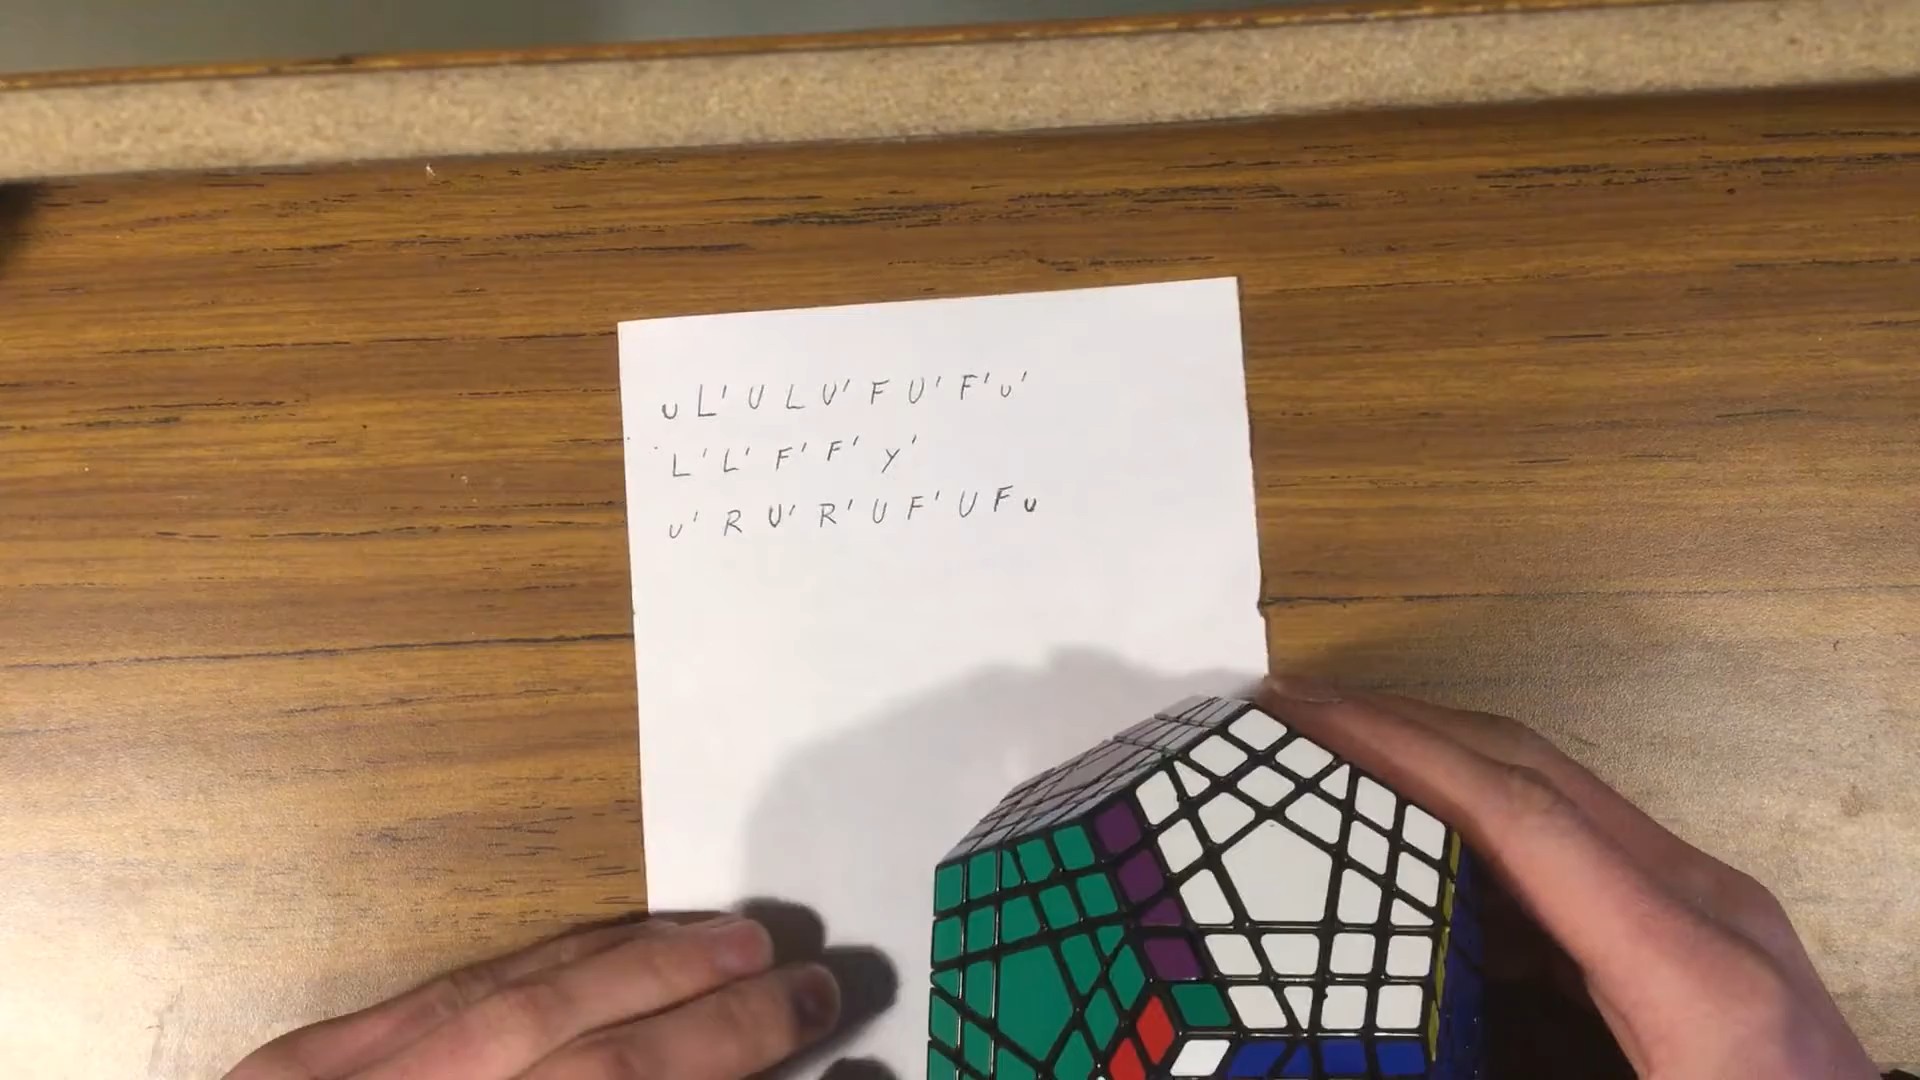 u L' U L U' F U' F' u'
L' L' F' F' y'
u' R U' R' U F' U F u